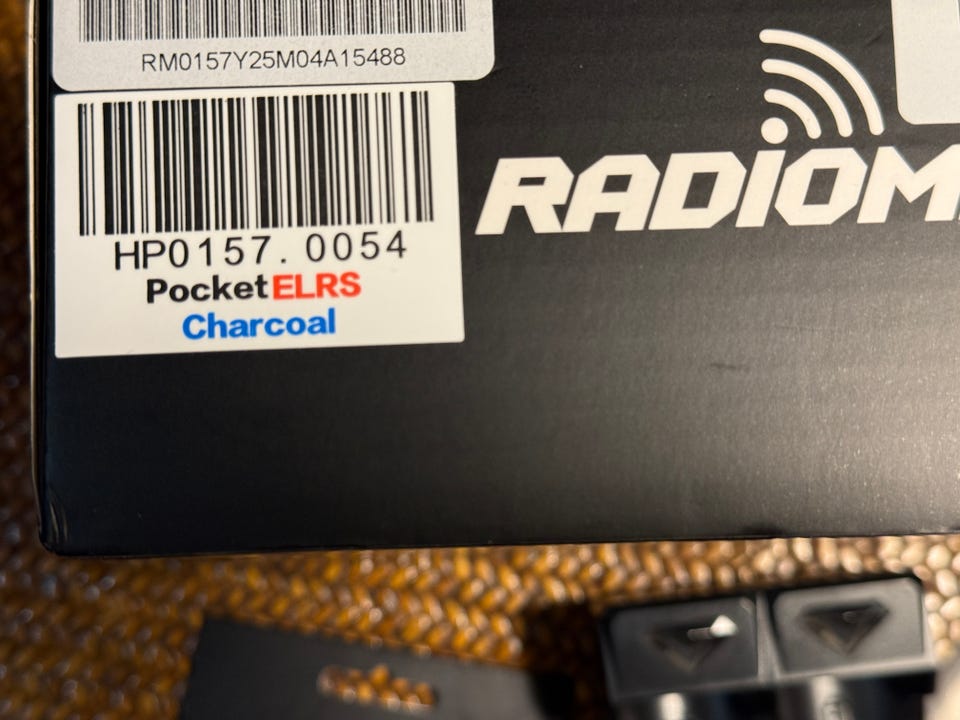 RM0157Y25M04A15488
HP0157.0054
PocketELRS
Charcoal
RADIOM